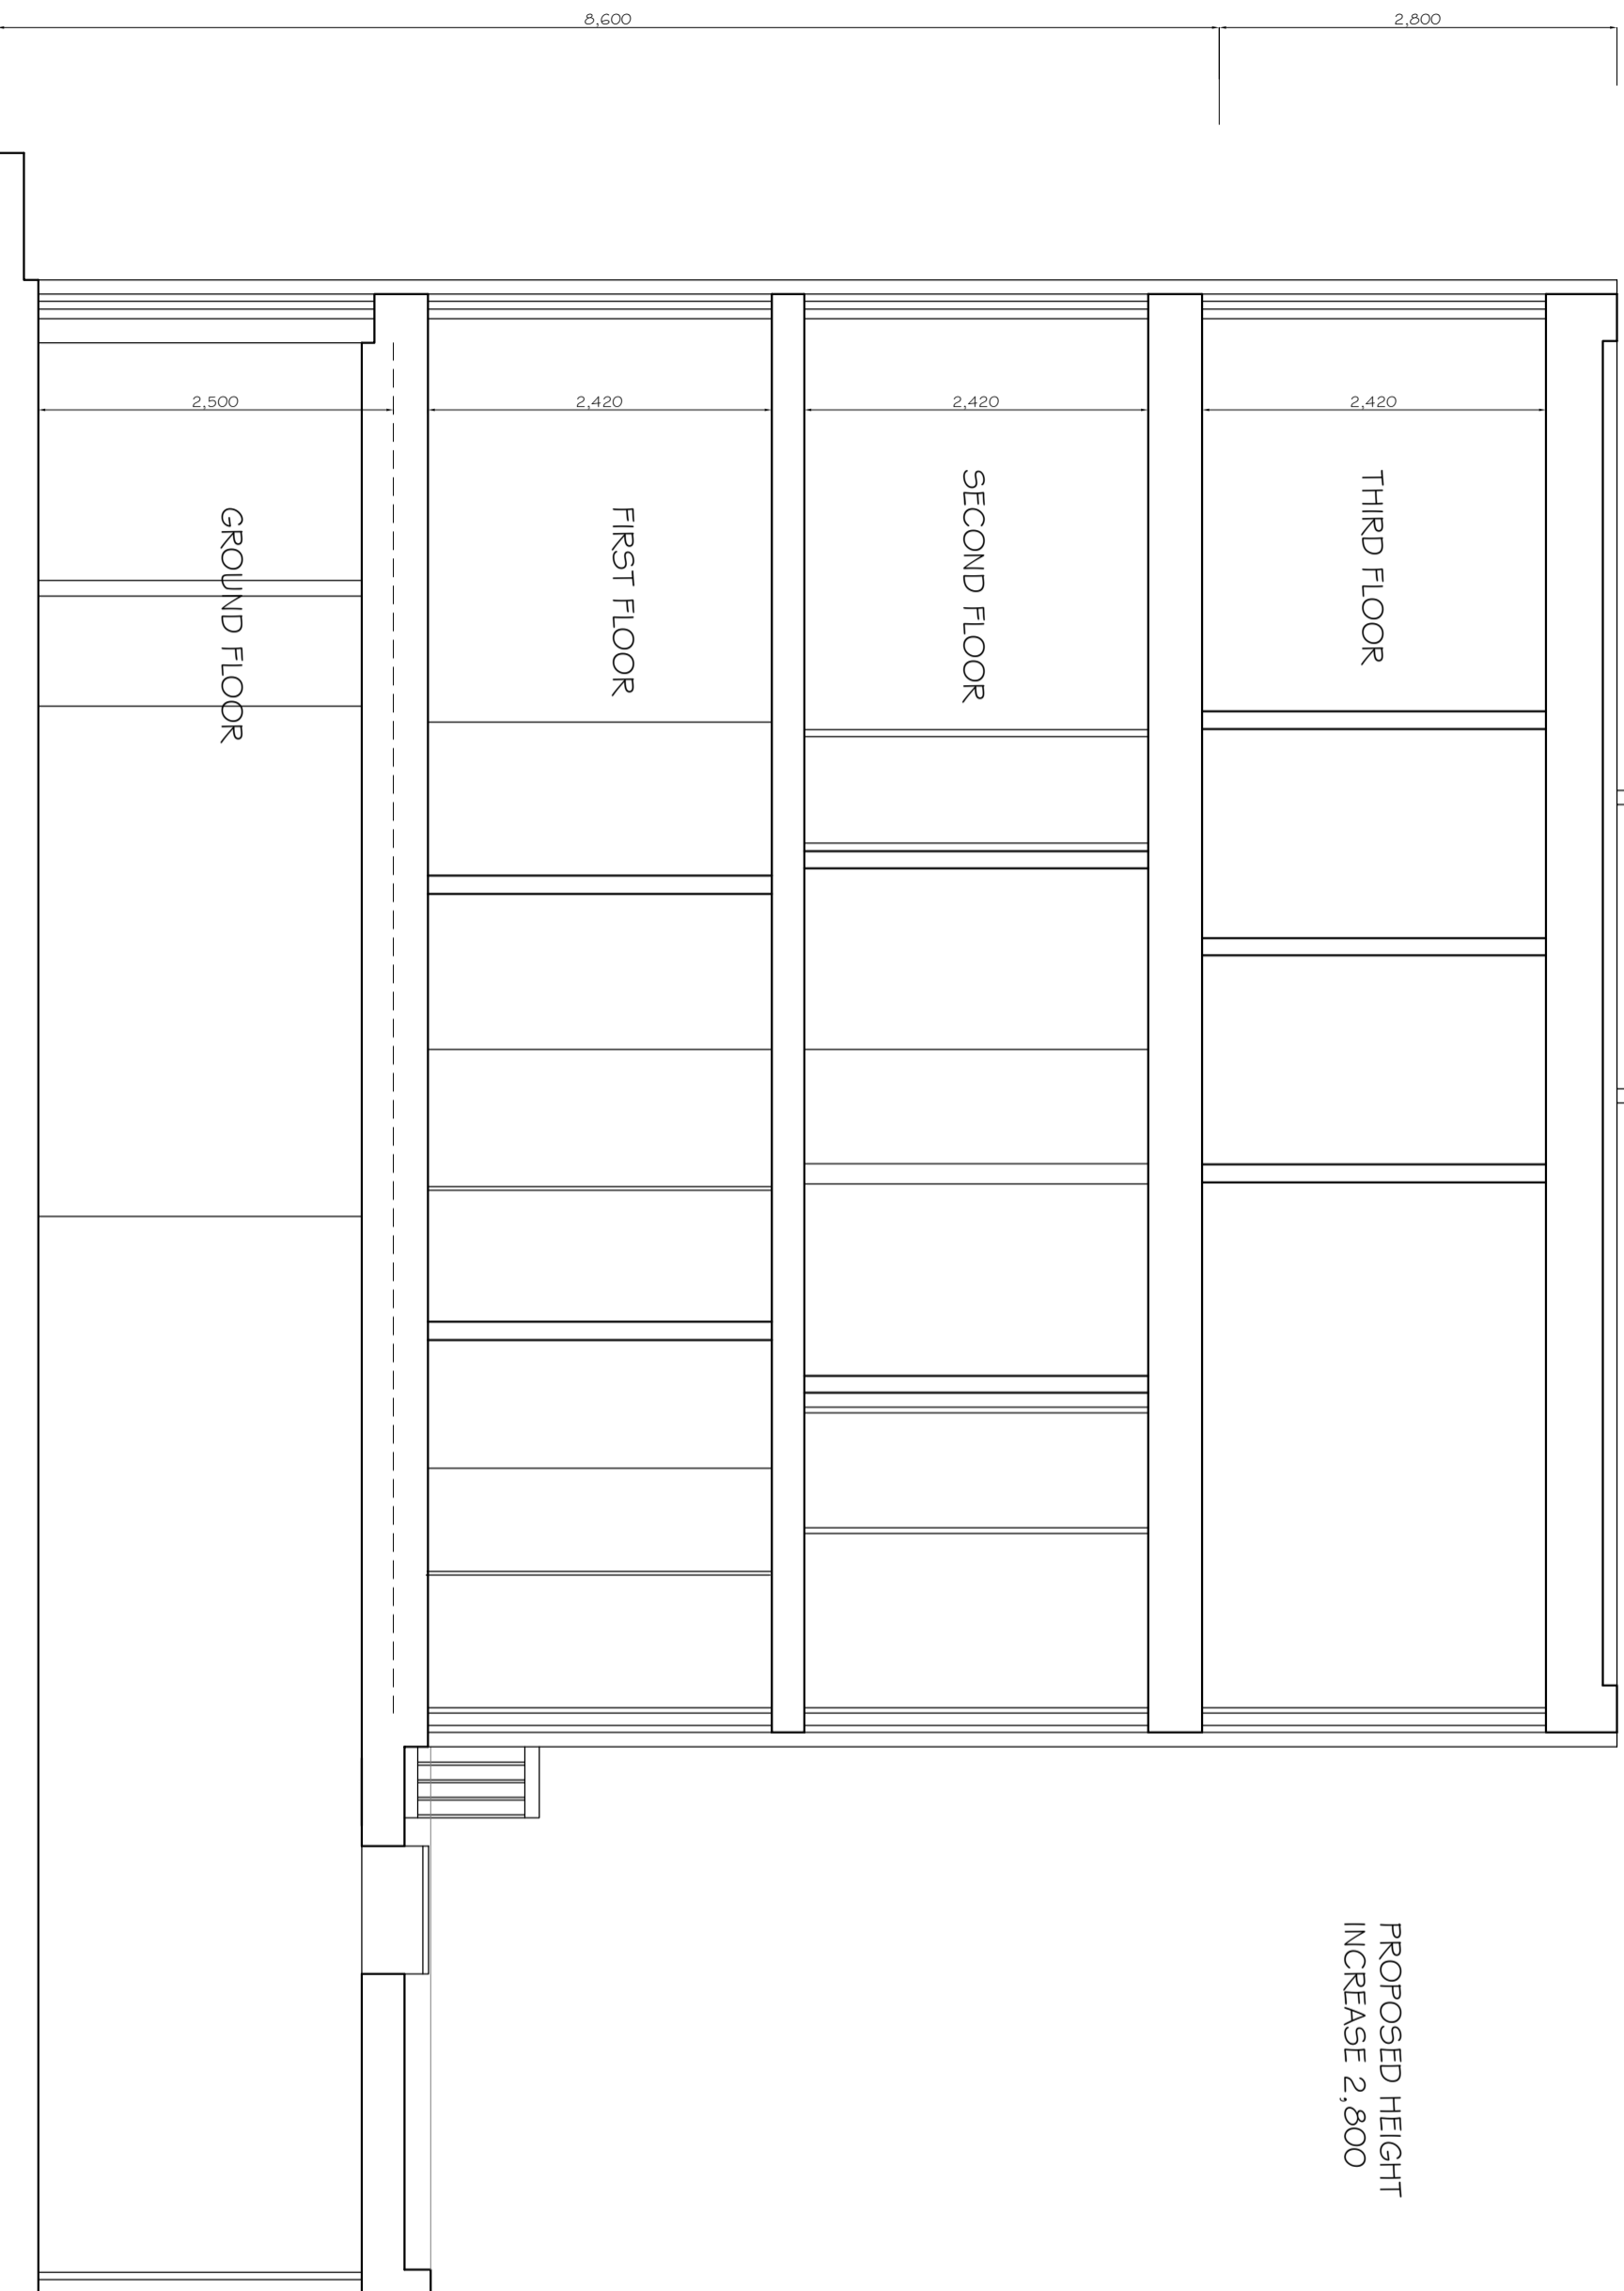 8,600
2,800
2,500
2,420
2,420
2,420
GROUND FLOOR
FIRST FLOOR
SECOND FLOOR
THIRD FLOOR
PROPOSED HEIGHT
INCREASE 2,800